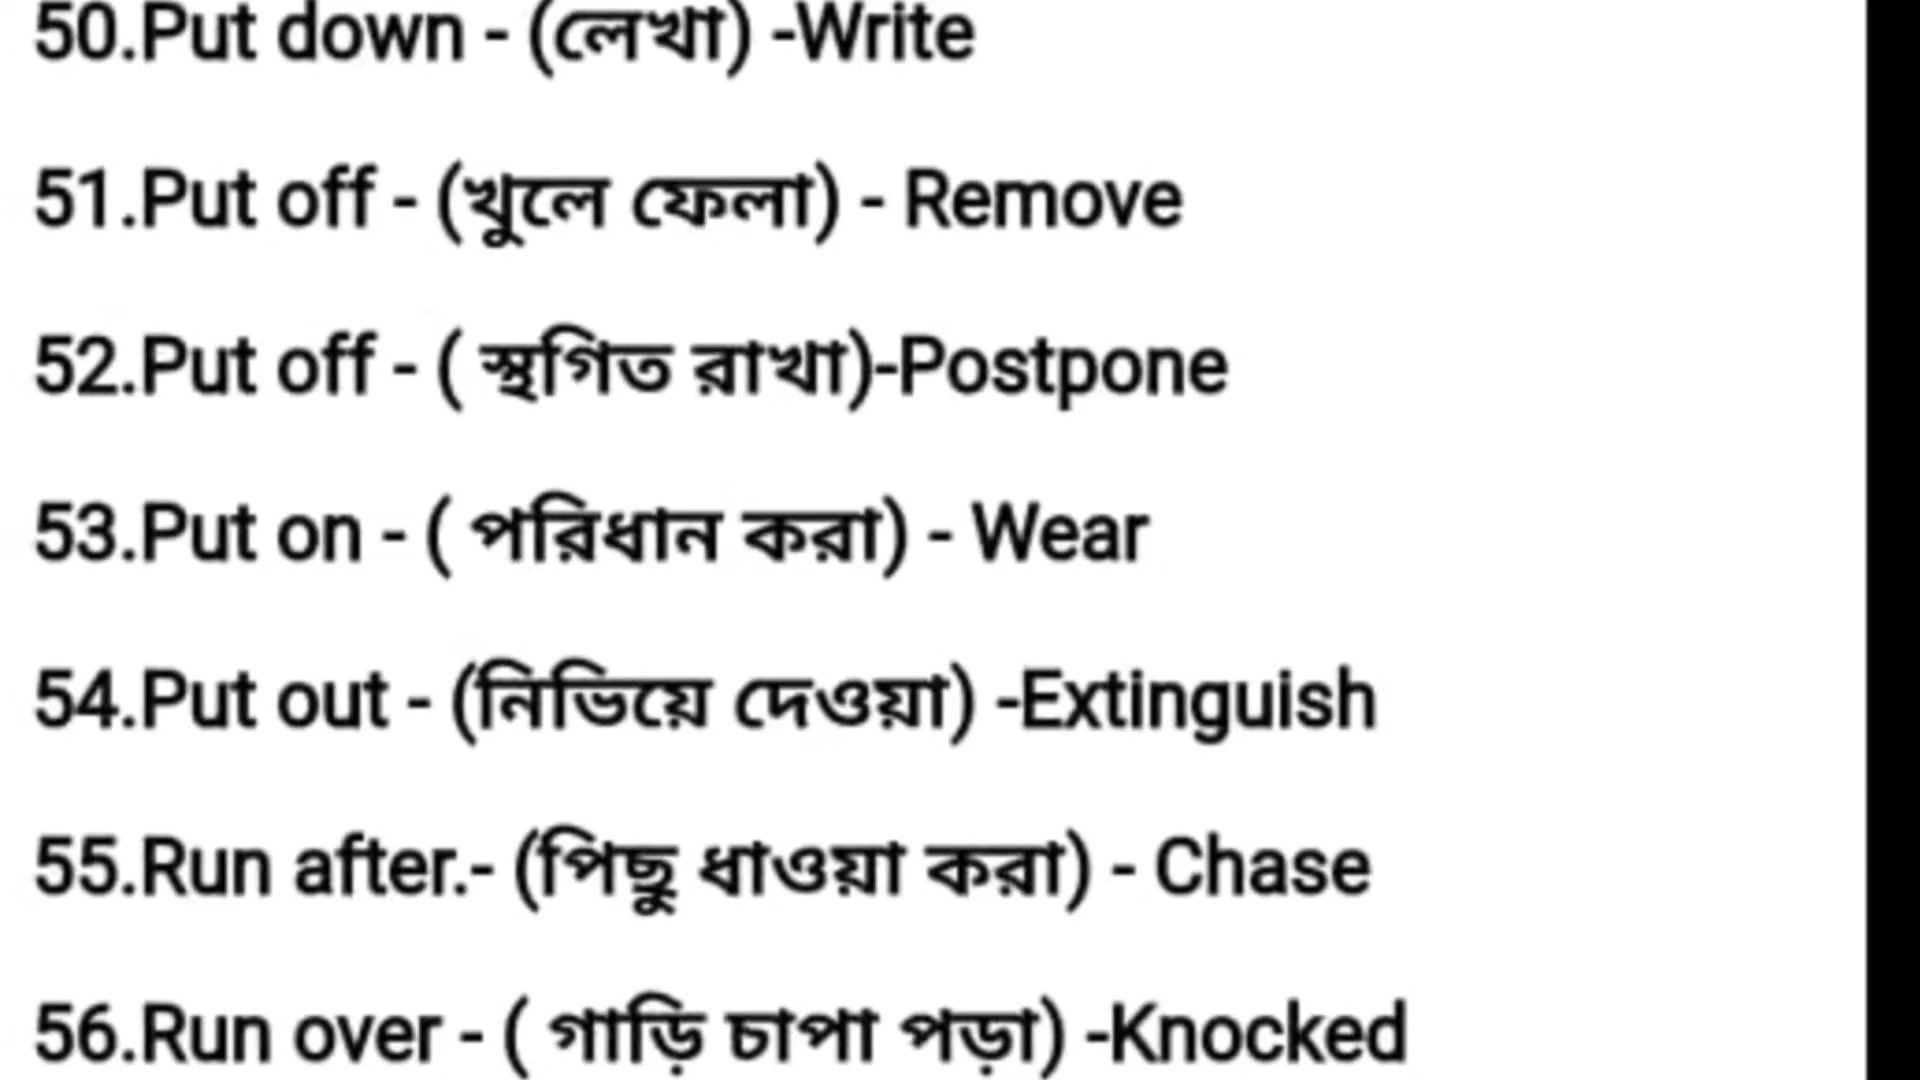 50.Put down - (লেখা) -Write
51.Put off - (খুলে ফেলা) - Remove
52.Put off - ( স্থগিত রাখা)-Postpone
53.Put on - ( পরিধান করা) - Wear
54.Put out - (নিভিয়ে দেওয়া) -Extinguish
55.Run after.- (পিছু ধাওয়া করা) - Chase
56.Run over - ( গাড়ি চাপা পড়া) -Knocked